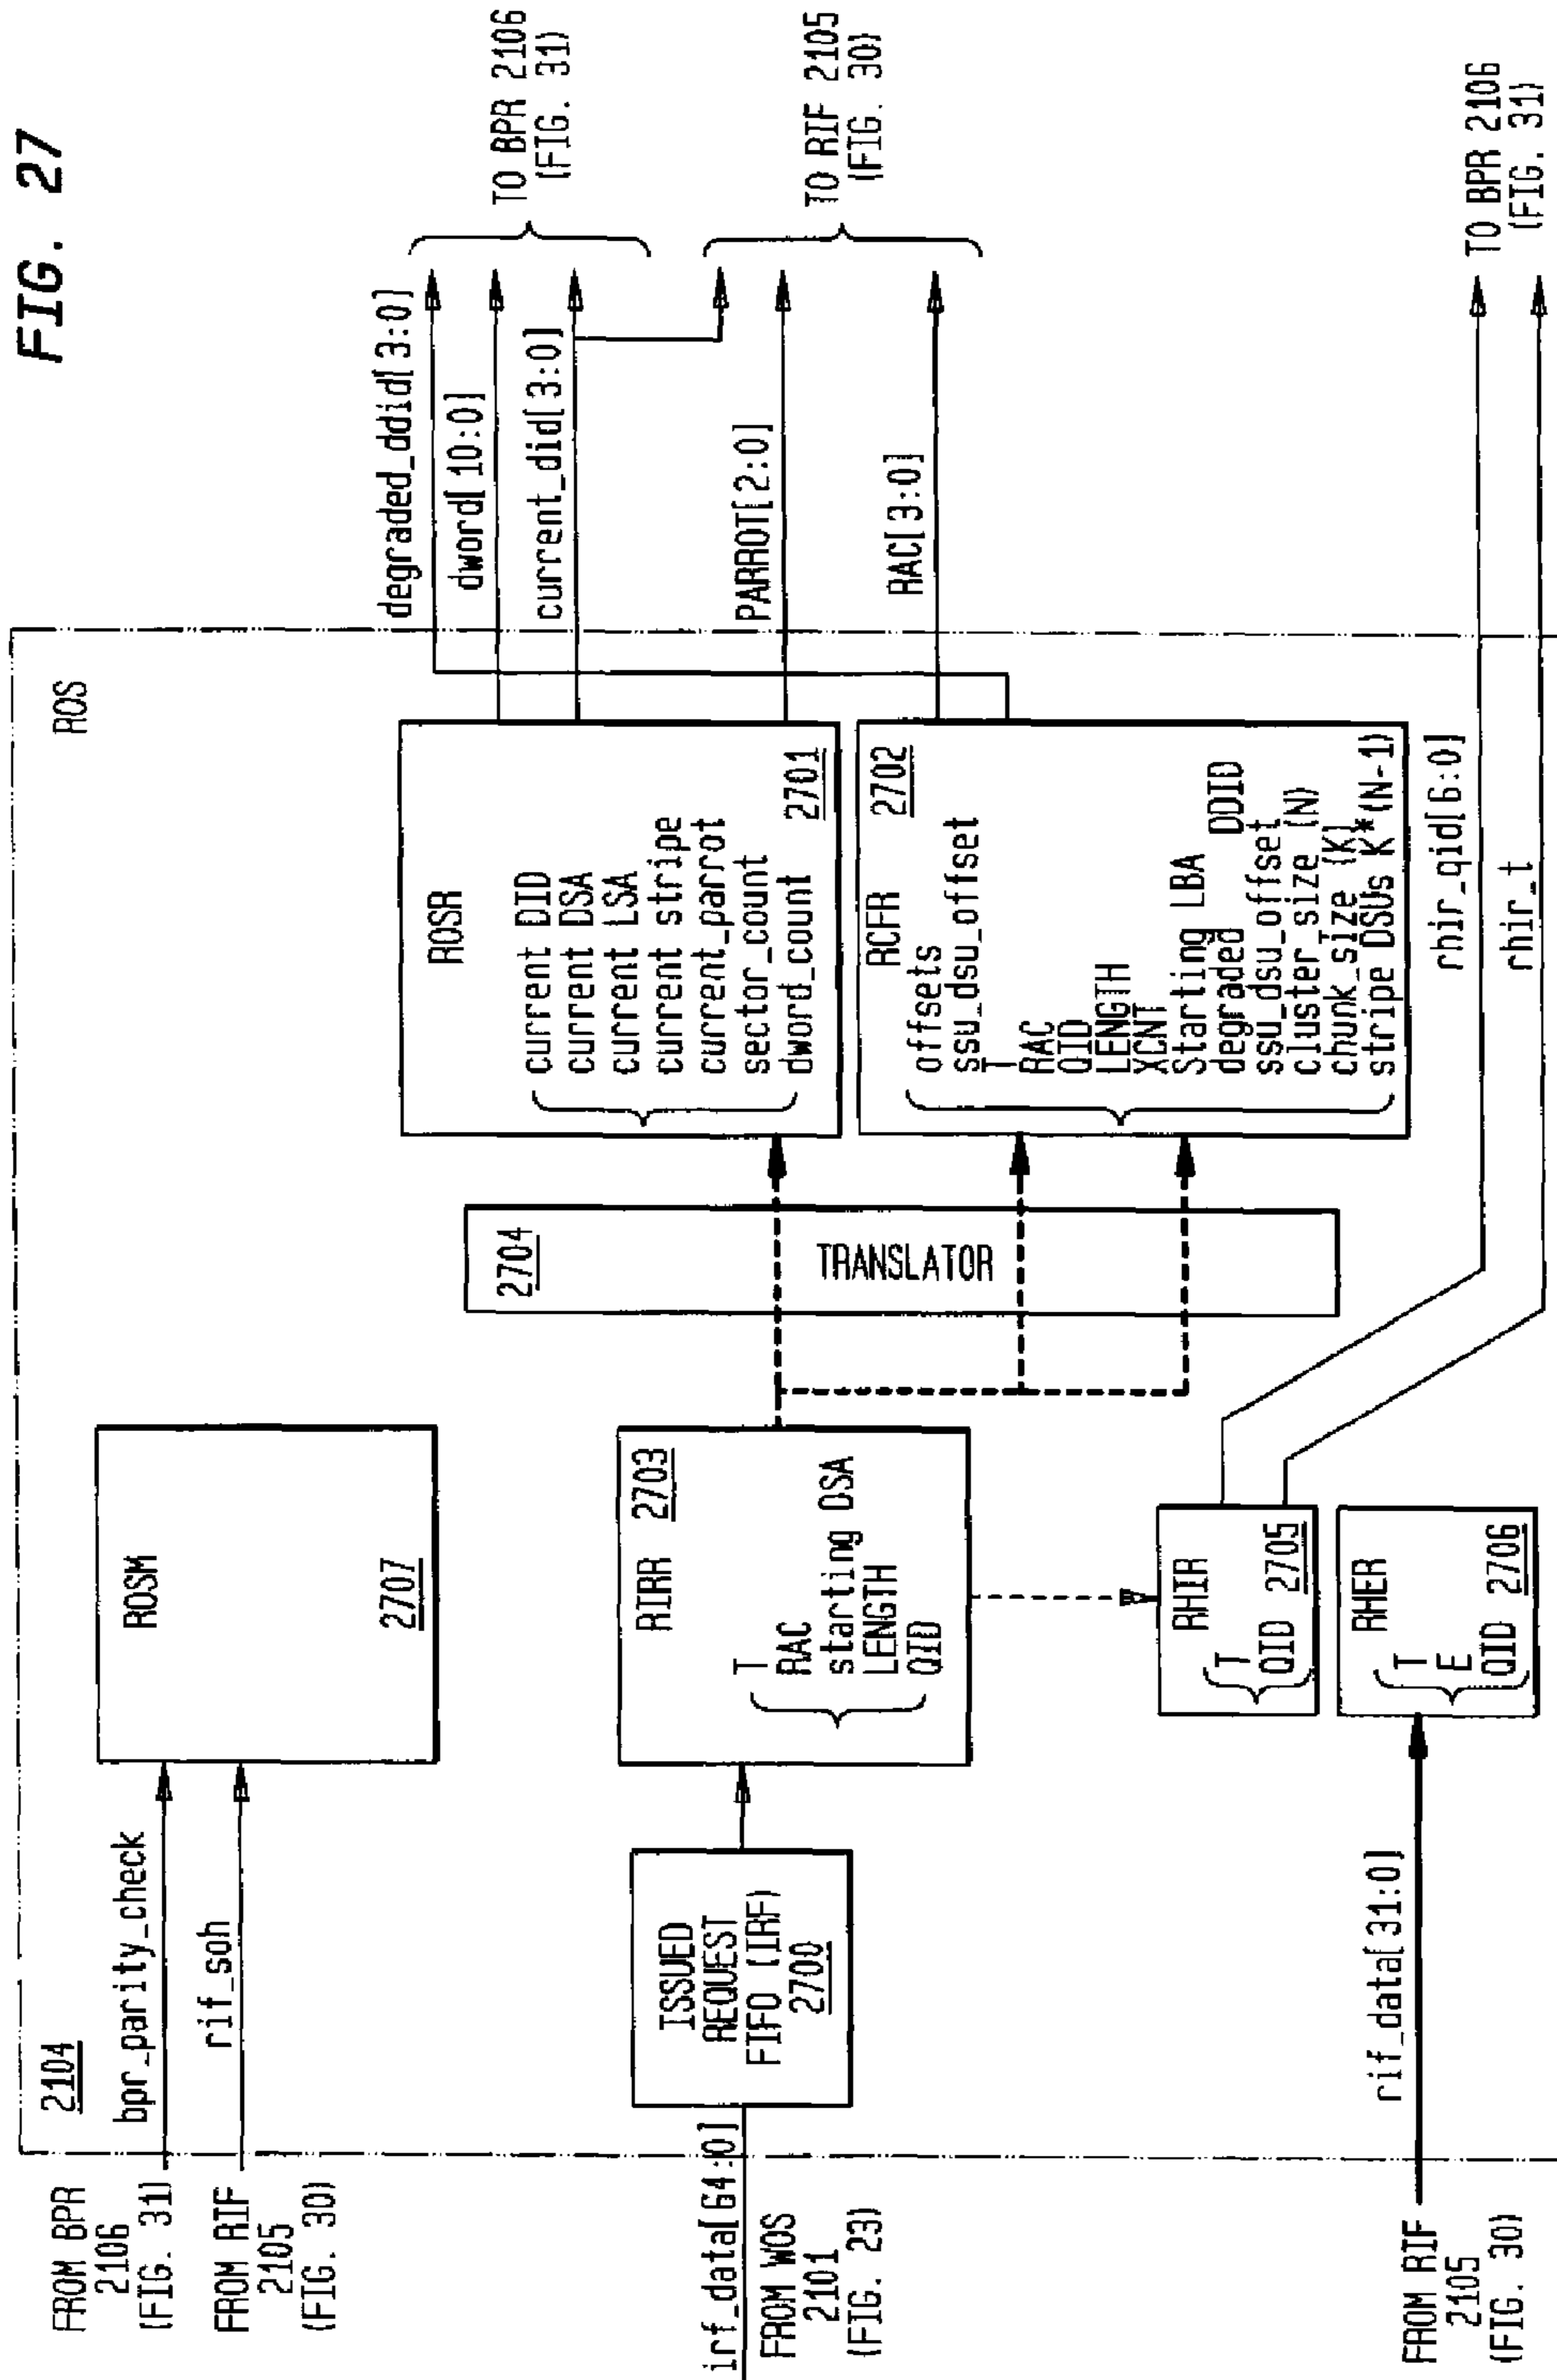 FIG. 27
2104
ROS
FROM BPR
2106
(FIG. 31)
bpr_parity_check
FROM RIF
2105
(FIG. 30)
rif_soh
ROSM
2707
irf_data[64:0]
FROM WOS
2101
(FIG. 23)
ISSUED
REQUEST
FIFO (IRF)
2700
RIRR 2703
T
RAC
starting DSA
LENGTH
QID
2704
TRANSLATOR
ROSR
current DID
current DSA
current LSA
current stripe
current_parrot
sector_count
dword_count
2701
RCFR 2702
offsets
ssu_dsu_offset
T
RAC
QID
LENGTH
XCNT
Starting LBA
degraded DDID
ssu_dsu_offset
cluster_size (N)
chunk_size (K)
stripe DSUs K*(N-1)
degraded_ddid[3:0]
dword[10:0]
current_did[3:0]
TO BPR 2106
(FIG. 31)
PARROT[2:0]
RAC[3:0]
TO RIF 2105
(FIG. 30)
RHIR
T
QID 2705
RHER
T
E
QID 2706
rhir_qid[6:0]
rhir_t
TO BPR 2106
(FIG. 31)
FROM RIF
2105
(FIG. 30)
rif_data[31:0]